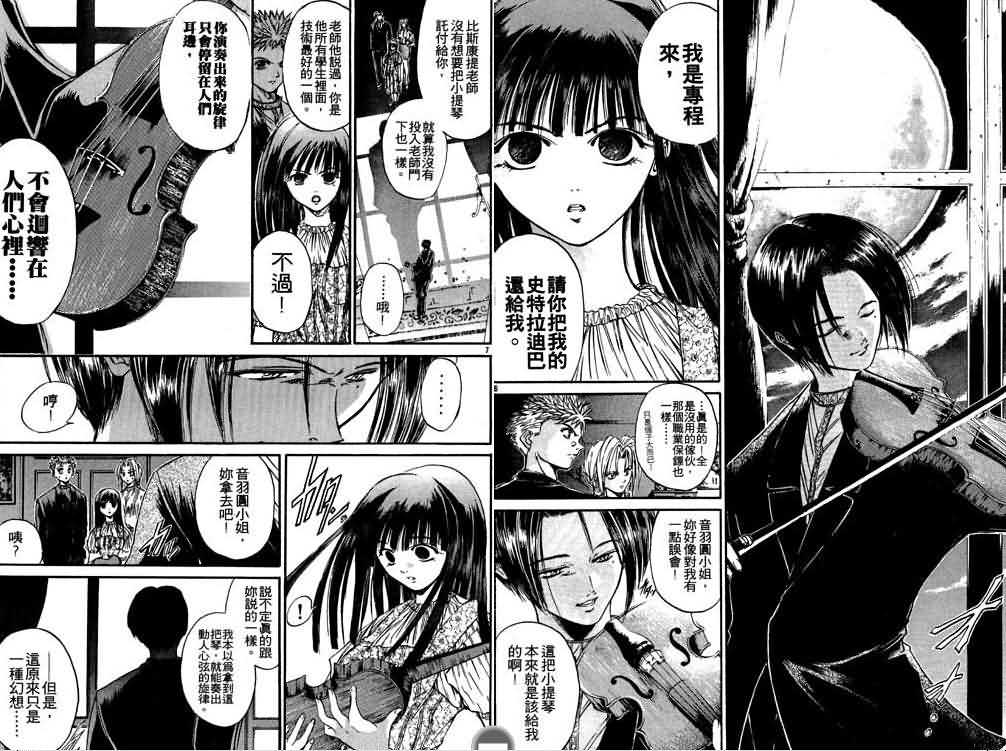 我是專程
來，
請你把我的
史特拉迪巴
還給我。
…真是的！全
是沒用的傢伙，
那個職業保鏢也
一樣……
音羽圓小姐，
妳好像對我有
一點誤會！
這把小提琴
本來就是該給我
的啊！
6
比斯康提老師
沒有想要把小提琴
託付給你，
就算我沒有
投入老師門
下也一樣。
……哦！
7
老師他說過，你是
他所有學生裡面，
技術最好的一個。
不過！
你演奏出來的旋律
只會停留在人們
耳邊，
不會迴響在
人們心裡……
……
哼！
音羽圓小姐，
妳拿去吧！
咦？
！
說不定真的跟
妳說的一樣。
我本以為拿到這
把琴，就能奏出
動人心弦的旋律
——但是，
這原來只是
一種幻想…